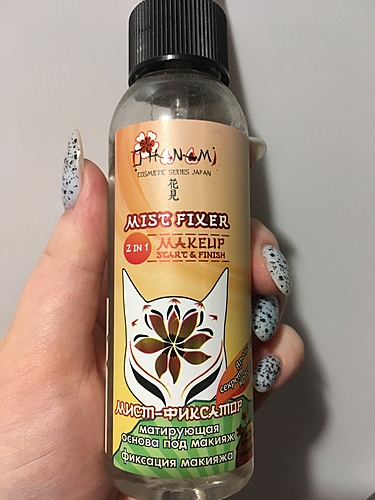 HANAMi
COSMETIC SERIES JAPAN
花
見
MIST FIXER
2 IN 1
MAKEUP
START & FINISH
МИСТ-ФИКСАТОР
матирующая
основа под макияж
фиксация макияжа